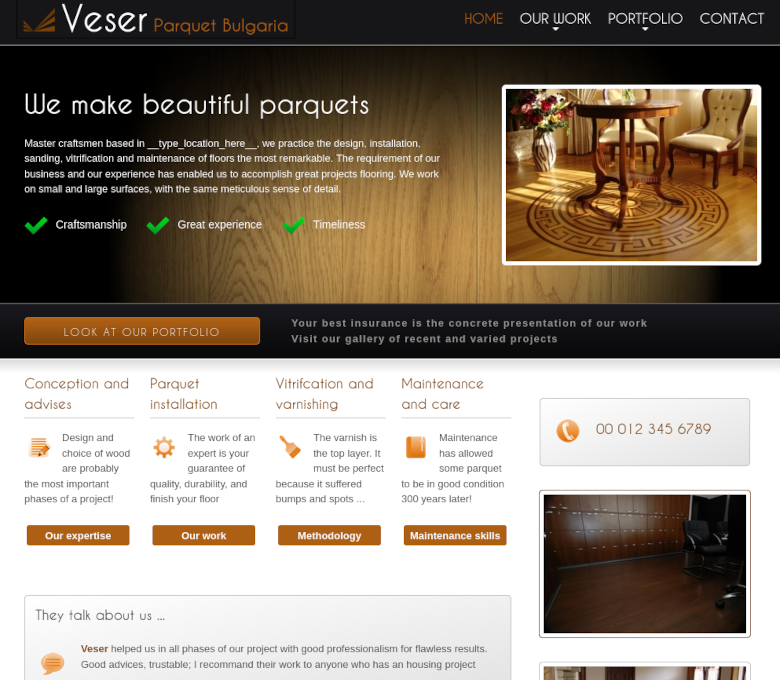 Veser Parquet Bulgaria
HOME OUR WORK PORTFOLIO CONTACT
We make beautiful parquets
Master craftsmen based in __type_location_here__, we practice the design, installation,
sanding, vitrification and maintenance of floors the most remarkable. The requirement of our
business and our experience has enabled us to accomplish great projects flooring. We work
on small and large surfaces, with the same meticulous sense of detail.
Craftsmanship Great experience Timeliness
LOOK AT OUR PORTFOLIO
Your best insurance is the concrete presentation of our work
Visit our gallery of recent and varied projects
Conception and
advises
Design and
choice of wood
are probably
the most important
phases of a project!
Our expertise
Parquet
installation
The work of an
expert is your
guarantee of
quality, durability, and
finish your floor
Our work
Vitrifcation and
varnishing
The varnish is
the top layer. It
must be perfect
because it suffered
bumps and spots ...
Methodology
Maintenance
and care
Maintenance
has allowed
some parquet
to be in good condition
300 years later!
Maintenance skills
00 012 345 6789
They talk about us ...
Veser helped us in all phases of our project with good professionalism for flawless results.
Good advices, trustable; I recommand their work to anyone who has an housing project